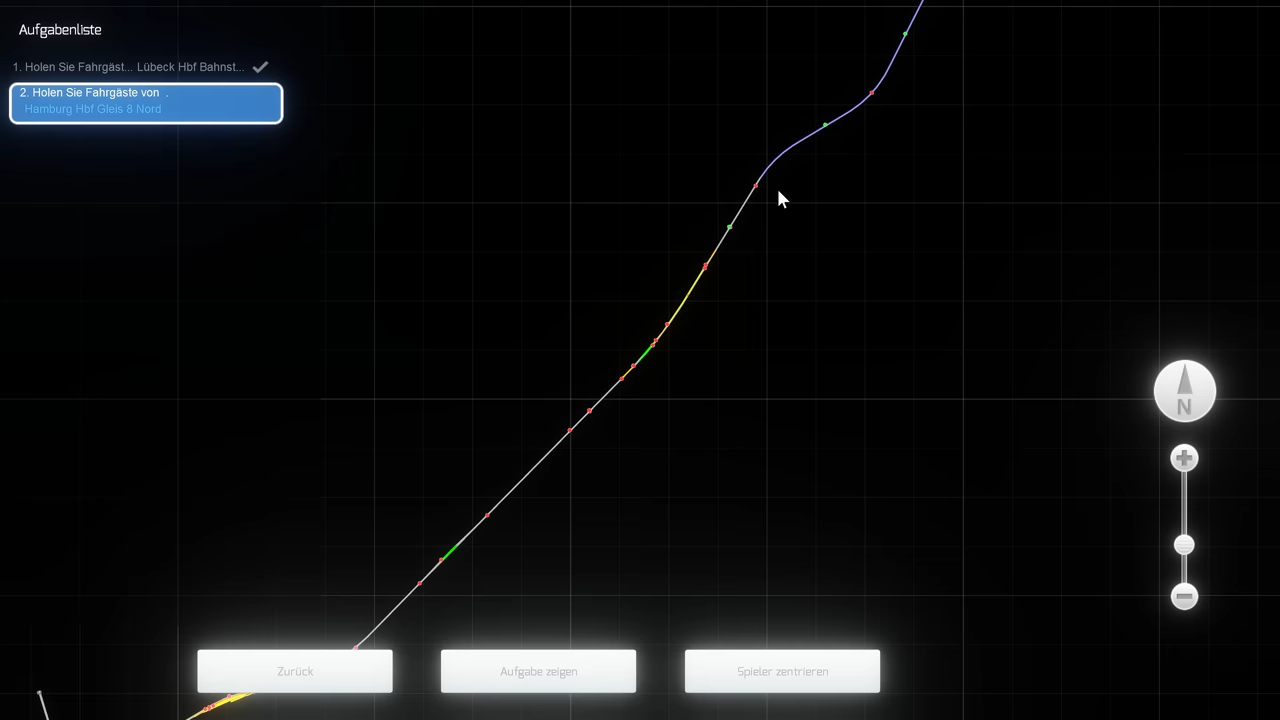 Aufgabenliste
1. Holen Sie Fahrgäst... Lübeck Hbf Bahnst...
2. Holen Sie Fahrgäste von .
Hamburg Hbf Gleis 8 Nord
N
Zurück
Aufgabe zeigen
Spieler zentrieren